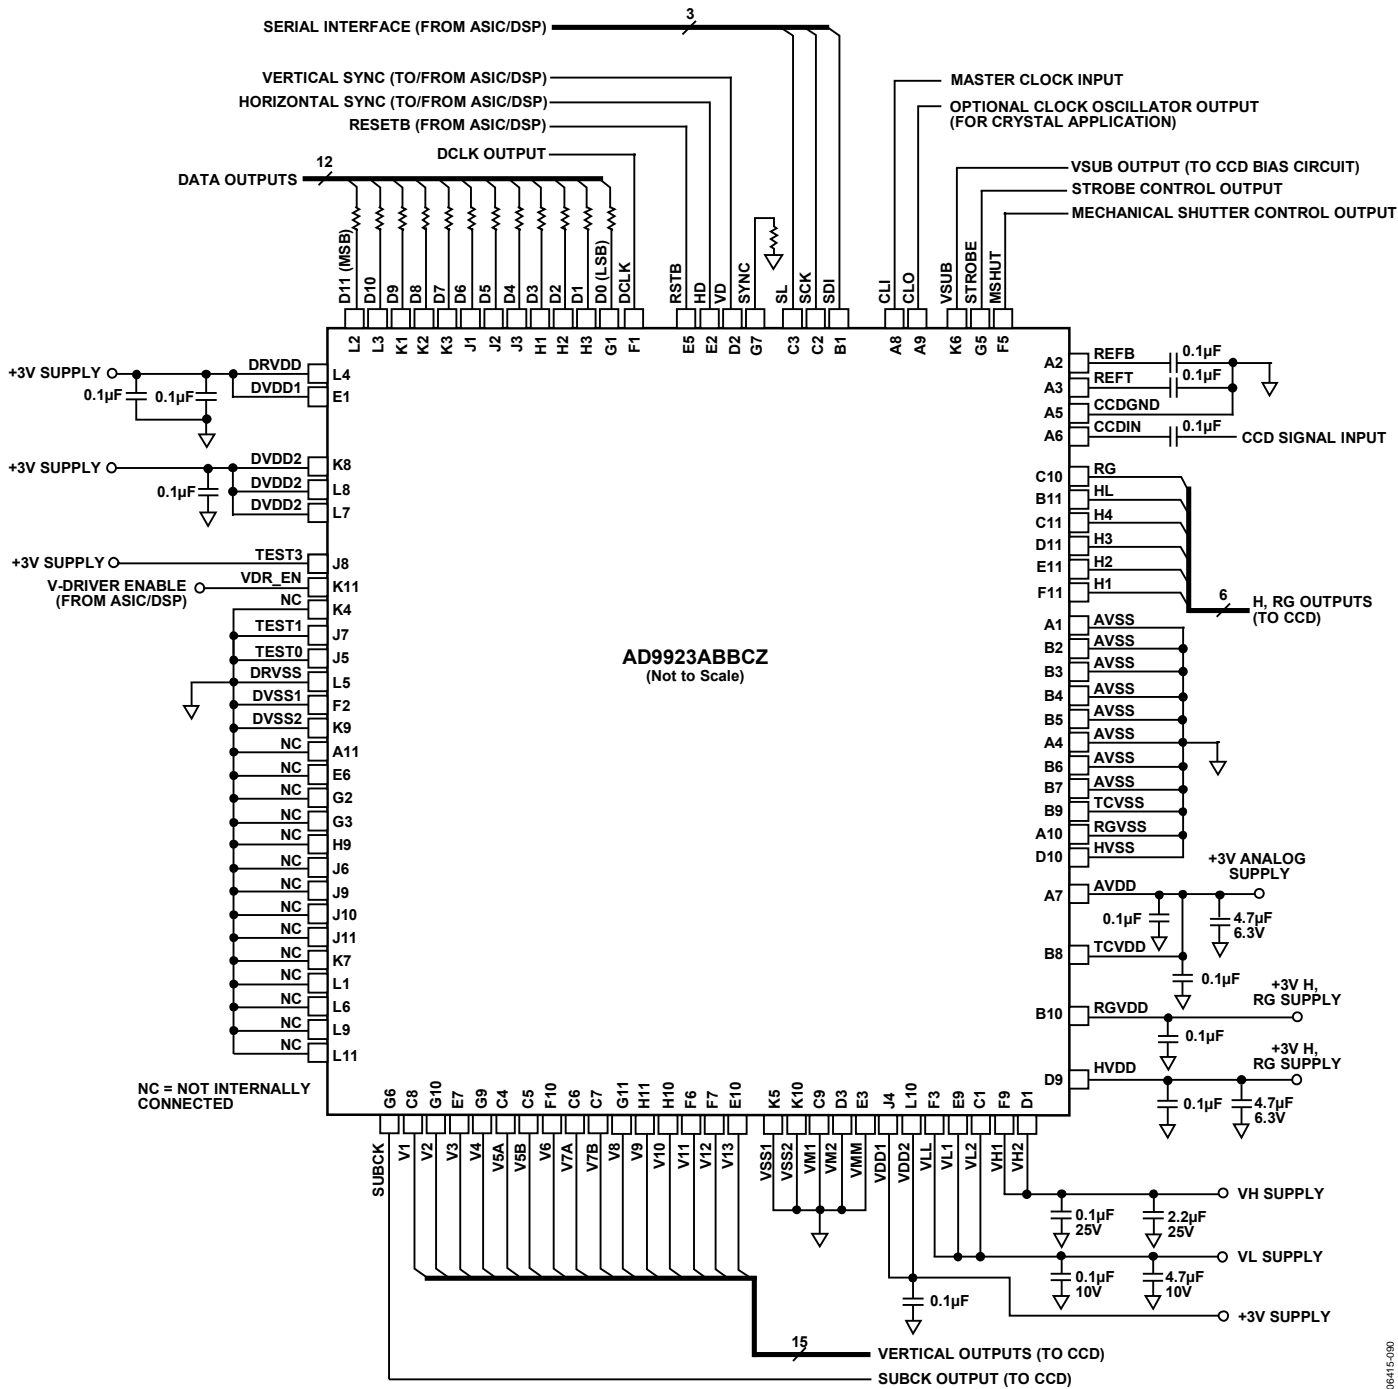 3
SERIAL INTERFACE (FROM ASIC/DSP)
VERTICAL SYNC (TO/FROM ASIC/DSP)
HORIZONTAL SYNC (TO/FROM ASIC/DSP)
RESETB (FROM ASIC/DSP)
DCLK OUTPUT
12
DATA OUTPUTS
MASTER CLOCK INPUT
OPTIONAL CLOCK OSCILLATOR OUTPUT
(FOR CRYSTAL APPLICATION)
VSUB OUTPUT (TO CCD BIAS CIRCUIT)
STROBE CONTROL OUTPUT
MECHANICAL SHUTTER CONTROL OUTPUT
D11 (MSB)
D10
D9
D8
D7
D6
D5
D4
D3
D2
D1
D0 (LSB)
DCLK
RSTB
HD
VD
SYNC
SL
SCK
SDI
CLI
CLO
VSUB
STROBE
MSHUT
L2
L3
K1
K2
K3
J1
J2
J3
H1
H2
H3
G1
F1
E5
E2
D2
G7
C3
C2
B1
A8
A9
K6
G5
F5
+3V SUPPLY
DRVDD
L4
0.1µF
0.1µF
DVDD1
E1
+3V SUPPLY
DVDD2
K8
0.1µF
DVDD2
L8
DVDD2
L7
+3V SUPPLY
TEST3
J8
V-DRIVER ENABLE
(FROM ASIC/DSP)
VDR_EN
K11
NC
K4
TEST1
J7
TEST0
J5
DRVSS
L5
DVSS1
F2
DVSS2
K9
NC
A11
NC
E6
NC
G2
NC
G3
NC
H9
NC
J6
NC
J9
NC
J10
NC
J11
NC
K7
NC
L1
NC
L6
NC
L9
NC
L11
NC = NOT INTERNALLY
CONNECTED
AD9923ABBCZ
(Not to Scale)
A2
REFB
0.1µF
A3
REFT
0.1µF
A5
CCDGND
A6
CCDIN
0.1µF
CCD SIGNAL INPUT
C10
RG
B11
HL
C11
H4
D11
H3
E11
H2
F11
H1
6
H, RG OUTPUTS
(TO CCD)
A1
AVSS
B2
AVSS
B3
AVSS
B4
AVSS
B5
AVSS
A4
AVSS
B6
AVSS
B7
AVSS
B9
TCVSS
A10
RGVSS
D10
HVSS
+3V ANALOG
SUPPLY
A7
AVDD
0.1µF
4.7µF
6.3V
B8
TCVDD
0.1µF
+3V H,
RG SUPPLY
B10
RGVDD
0.1µF
+3V H,
RG SUPPLY
D9
HVDD
0.1µF
4.7µF
6.3V
G6
C8
G10
E7
G9
C4
C5
F10
C6
C7
G11
H11
H10
F6
F7
E10
K5
K10
C9
D3
E3
J4
L10
F3
E9
C1
F9
D1
SUBCK
V1
V2
V3
V4
V5A
V5B
V6
V7A
V7B
V8
V9
V10
V11
V12
V13
VSS1
VSS2
VM1
VM2
VMM
VDD1
VDD2
VLL
VL1
VL2
VH1
VH2
VH SUPPLY
0.1µF
25V
2.2µF
25V
VL SUPPLY
0.1µF
10V
4.7µF
10V
0.1µF
+3V SUPPLY
15
VERTICAL OUTPUTS (TO CCD)
SUBCK OUTPUT (TO CCD)
06415-090